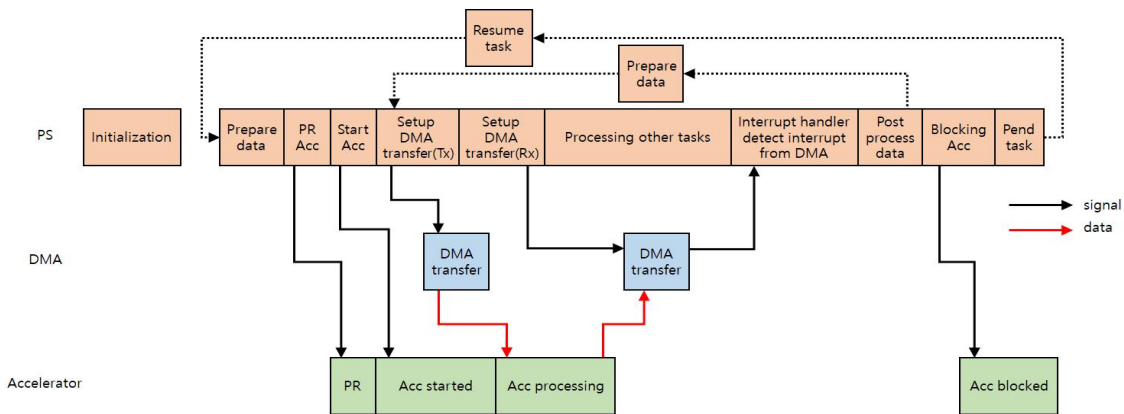 Resume
task
Prepare
data
PS
Initialization
Prepare
data
PR
Acc
Start
Acc
Setup
DMA
transfer(Tx)
Setup
DMA
transfer(Rx)
Processing other tasks
Interrupt handler
detect interrupt
from DMA
Post
process
data
Blocking
Acc
Pend
task
signal
data
DMA
DMA
transfer
DMA
transfer
Accelerator
PR
Acc started
Acc processing
Acc blocked